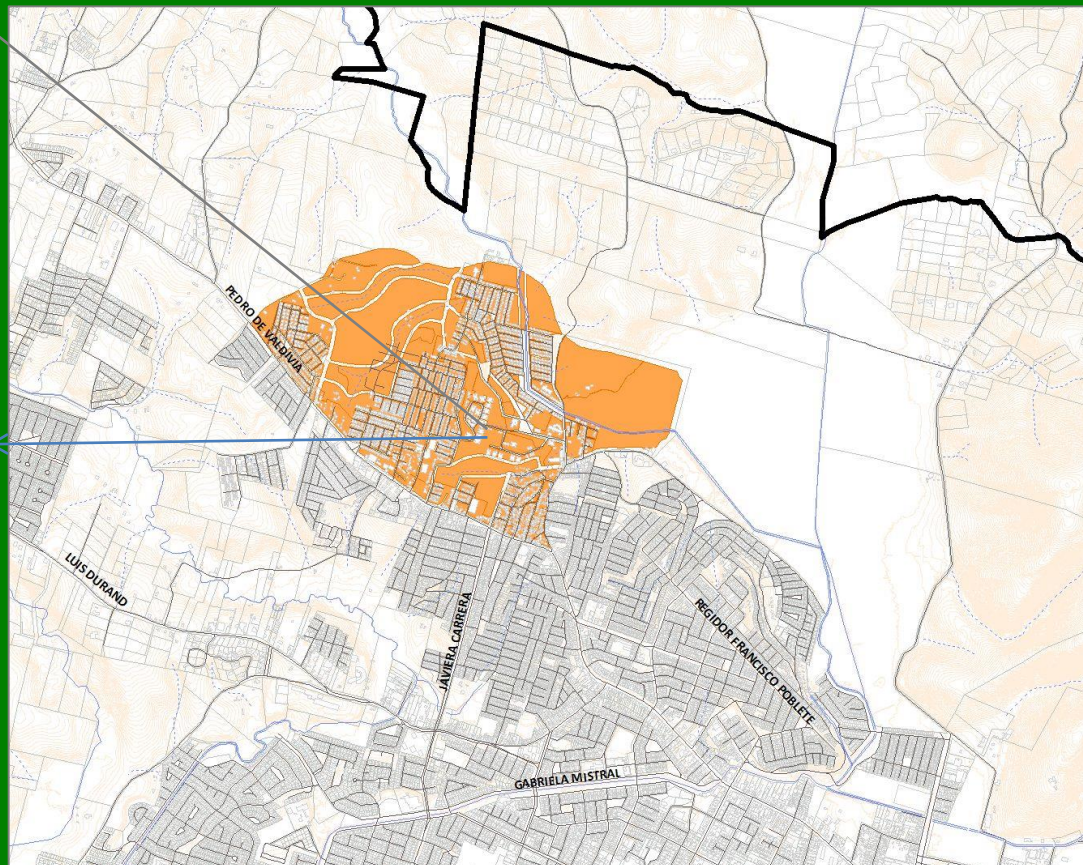 PEDRO DE VALDIVIA
LUIS DURAND
JAVIERA CARRERA
REGIDOR FRANCISCO POBLETE
GABRIELA MISTRAL